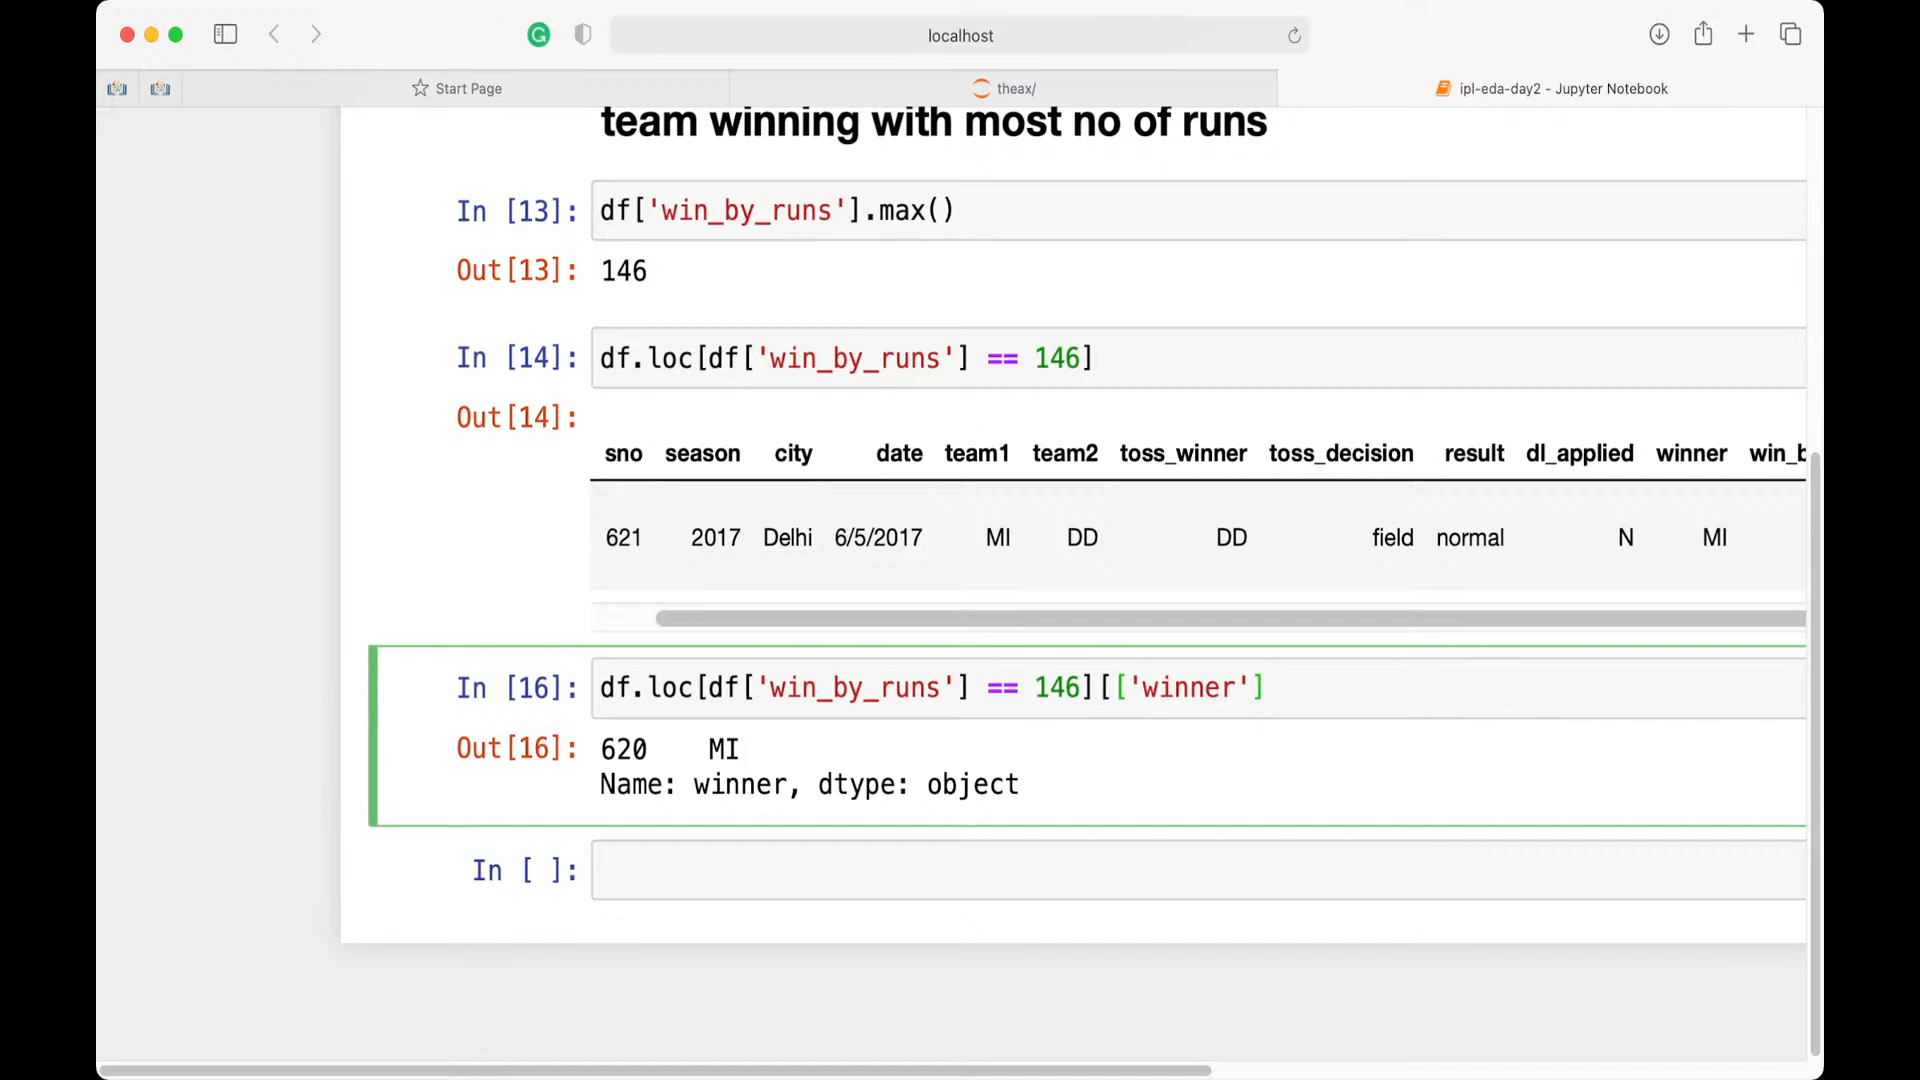 localhost
Start Page
theax/
ipl-eda-day2 - Jupyter Notebook
team winning with most no of runs
In [13]: df['win_by_runs'].max()
Out[13]: 146
In [14]: df.loc[df['win_by_runs'] == 146]
Out[14]:
sno season city date team1 team2 toss_winner toss_decision result dl_applied winner win_b
621 2017 Delhi 6/5/2017 MI DD DD field normal N MI
In [16]: df.loc[df['win_by_runs'] == 146][['winner']
Out[16]: 620 MI
Name: winner, dtype: object
In [ ]: